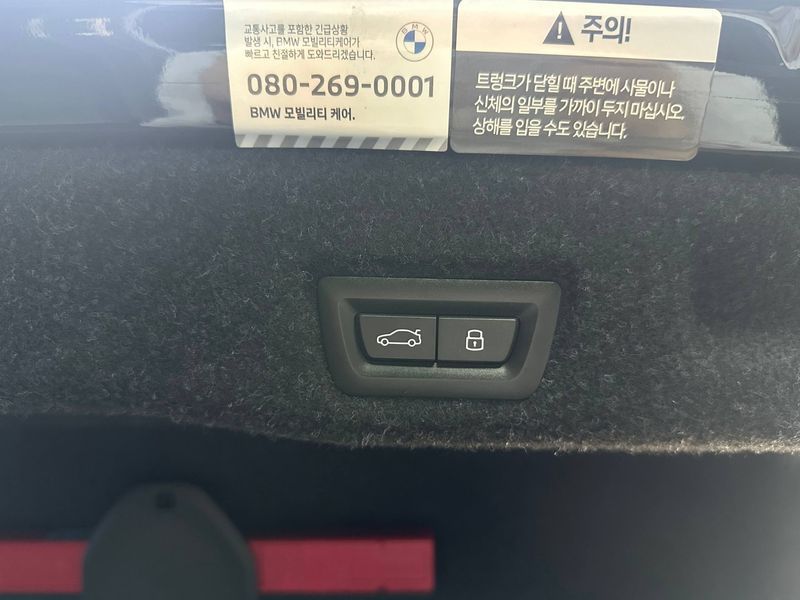 교통사고를 포함한 긴급상황
발생 시, BMW 모빌리티케어가
빠르고 친절하게 도와드리겠습니다.
BMW
080-269-0001
BMW 모빌리티 케어.
주의!
트렁크가 닫힐 때 주변에 사물이나
신체의 일부를 가까이 두지 마십시오.
상해를 입을 수도 있습니다.